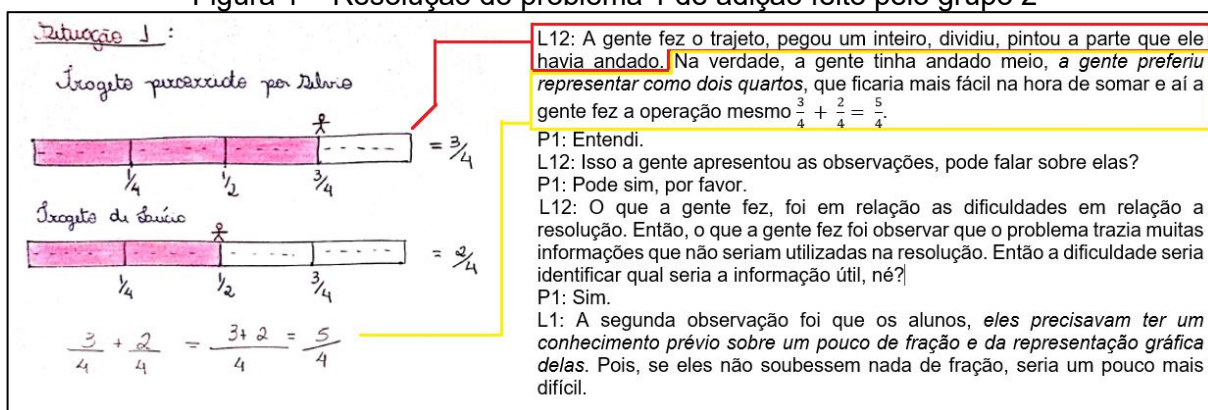 Figura 1 – Resolução do problema 1 de adição feito pelo grupo 2
Situação 1 :
Trajeto percorrido por Silvio
= 3/4
1/4 1/2 3/4
Trajeto de Laúcio
= 2/4
1/4 1/2 3/4
3/4 + 2/4 = 3+2/4 = 5/4
L12: A gente fez o trajeto, pegou um inteiro, dividiu, pintou a parte que ele
havia andado. Na verdade, a gente tinha andado meio, a gente preferiu
representar como dois quartos, que ficaria mais fácil na hora de somar e aí a
gente fez a operação mesmo 3/4 + 2/4 = 5/4.
P1: Entendi.
L12: Isso a gente apresentou as observações, pode falar sobre elas?
P1: Pode sim, por favor.
L12: O que a gente fez, foi em relação as dificuldades em relação a
resolução. Então, o que a gente fez foi observar que o problema trazia muitas
informações que não seriam utilizadas na resolução. Então a dificuldade seria
identificar qual seria a informação útil, né?
P1: Sim.
L1: A segunda observação foi que os alunos, eles precisavam ter um
conhecimento prévio sobre um pouco de fração e da representação gráfica
delas. Pois, se eles não soubessem nada de fração, seria um pouco mais
difícil.